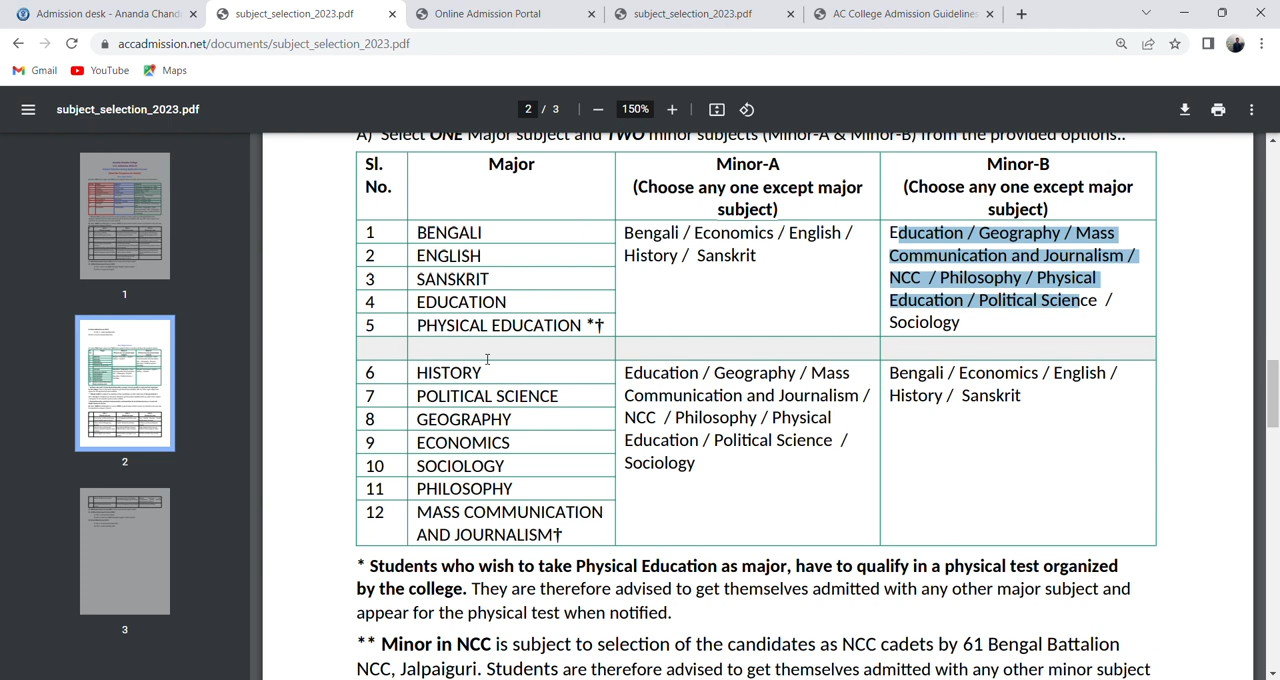 Admission desk - Ananda Chand
subject_selection_2023.pdf
Online Admission Portal
subject_selection_2023.pdf
AC College Admission Guidelines
accadmission.net/documents/subject_selection_2023.pdf
Gmail
YouTube
Maps
subject_selection_2023.pdf
2 / 3
150%
1
2
3
A) Select ONE Major subject and TWO minor subjects (Minor-A & Minor-B) from the provided options..
Sl. No.
Major
Minor-A
(Choose any one except major subject)
Minor-B
(Choose any one except major subject)
1 BENGALI
2 ENGLISH
3 SANSKRIT
4 EDUCATION
5 PHYSICAL EDUCATION *†
Bengali / Economics / English /
History / Sanskrit
Education / Geography / Mass
Communication and Journalism /
NCC / Philosophy / Physical
Education / Political Science /
Sociology
6 HISTORY
7 POLITICAL SCIENCE
8 GEOGRAPHY
9 ECONOMICS
10 SOCIOLOGY
11 PHILOSOPHY
12 MASS COMMUNICATION
AND JOURNALISM†
Education / Geography / Mass
Communication and Journalism /
NCC / Philosophy / Physical
Education / Political Science /
Sociology
Bengali / Economics / English /
History / Sanskrit
* Students who wish to take Physical Education as major, have to qualify in a physical test organized
by the college. They are therefore advised to get themselves admitted with any other major subject and
appear for the physical test when notified.
** Minor in NCC is subject to selection of the candidates as NCC cadets by 61 Bengal Battalion
NCC, Jalpaiguri. Students are therefore advised to get themselves admitted with any other minor subject